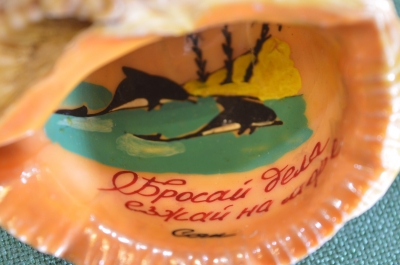 Бросай дела
езжай на